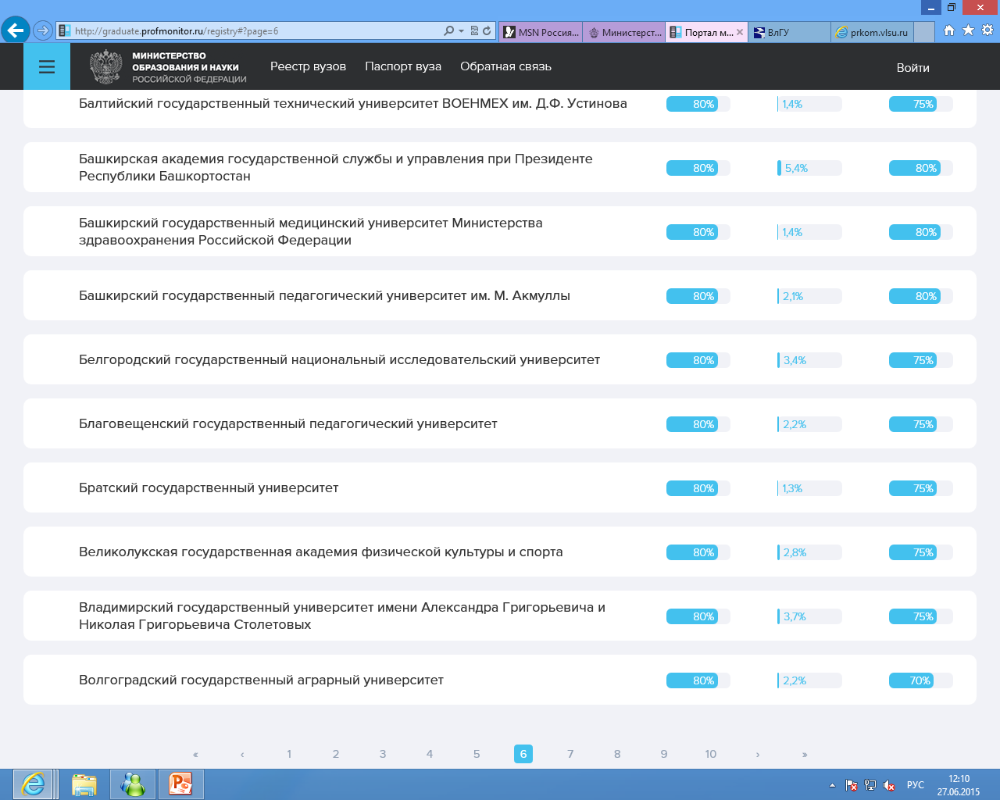 http://graduate.profmonitor.ru/registry#?page=6
MSN Россия...
Министерст...
Портал м...
ВлГУ
prkom.vlsu.ru
МИНИСТЕРСТВО
ОБРАЗОВАНИЯ И НАУКИ
РОССИЙСКОЙ ФЕДЕРАЦИИ
Реестр вузов Паспорт вуза Обратная связь Войти
Балтийский государственный технический университет ВОЕНМЕХ им. Д.Ф. Устинова 80% 1,4% 75%
Башкирская академия государственной службы и управления при Президенте
Республики Башкортостан
80% 5,4% 80%
Башкирский государственный медицинский университет Министерства
здравоохранения Российской Федерации
80% 1,4% 80%
Башкирский государственный педагогический университет им. М. Акмуллы 80% 2,1% 80%
Белгородский государственный национальный исследовательский университет 80% 3,4% 75%
Благовещенский государственный педагогический университет 80% 2,2% 75%
Братский государственный университет 80% 1,3% 75%
Великолукская государственная академия физической культуры и спорта 80% 2,8% 75%
Владимирский государственный университет имени Александра Григорьевича и
Николая Григорьевича Столетовых
80% 3,7% 75%
Волгоградский государственный аграрный университет 80% 2,2% 70%
« ‹ 1 2 3 4 5 6 7 8 9 10 › »
РУС
12:10
27.06.2015